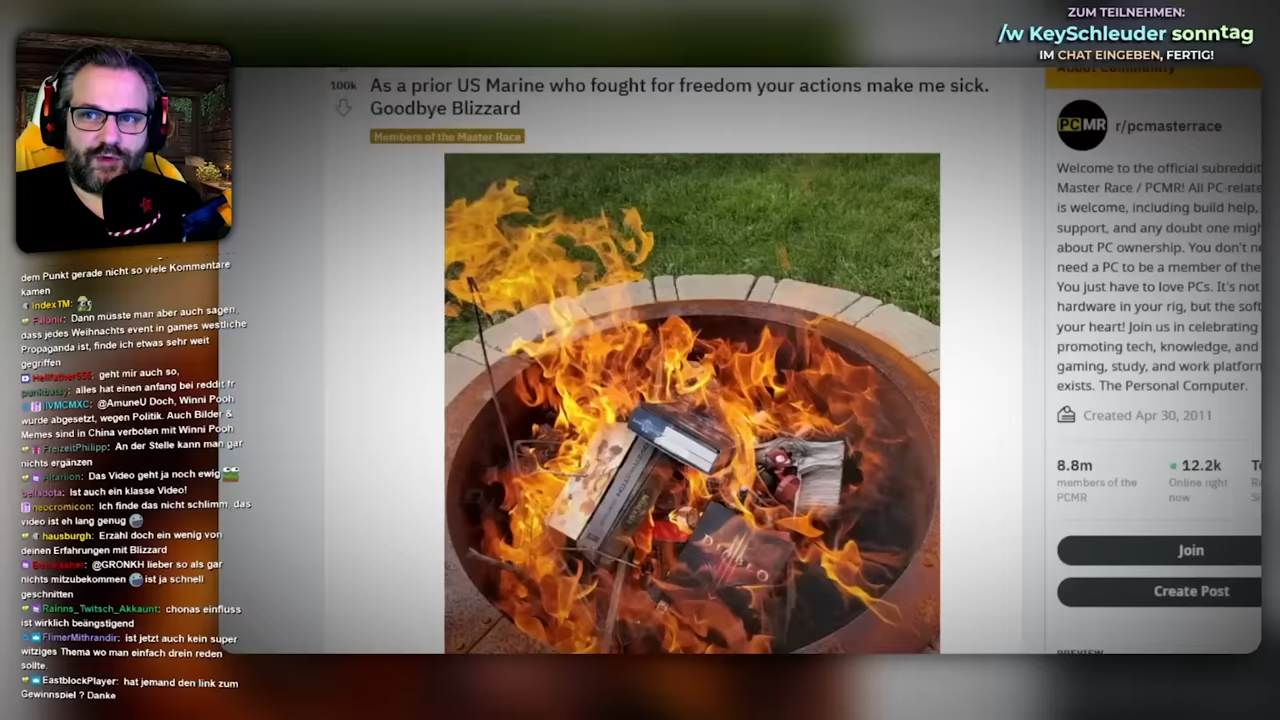 ZUM TEILNEHMEN:
/w KeySchleuder sonntag
IM CHAT EINGEBEN, FERTIG!
100k
As a prior US Marine who fought for freedom your actions make me sick.
Goodbye Blizzard
Members of the Master Race
About Community
PCMR
r/pcmasterrace
Welcome to the official subreddit
Master Race / PCMR! All PC-relate
is welcome, including build help,
support, and any doubt one migh
about PC ownership. You don't ne
need a PC to be a member of the
You just have to love PCs. It's not
hardware in your rig, but the soft
your heart! Join us in celebrating
promoting tech, knowledge, and
gaming, study, and work platform
exists. The Personal Computer.
Created Apr 30, 2011
8.8m
12.2k
members of the
PCMR
Online right
now
Join
Create Post
DIABLO
dem Punkt gerade nicht so viele Kommentare
kamen
indexTM:
Dann müsste man aber auch sagen,
dass jedes Weihnachts event in games westliche
Propaganda ist, finde ich etwas sehr weit
gegriffen
geht mir auch so,
alles hat einen anfang bei reddit.fr
IIVMCMXC: @AmuneU Doch, Winni Pooh
wurde abgesetzt, wegen Politik. Auch Bilder &
Memes sind in China verboten mit Winni Pooh
FreizeitPhilipp: An der Stelle kann man gar
nichts ergänzen
Altarion: Das Video geht ja noch ewig
Ist auch ein klasse Video!
neocromicon: Ich finde das nicht schlimm, das
video ist eh lang genug
hausburgh: Erzähl doch ein wenig von
deinen Erfahrungen mit Blizzard
@GRONKH lieber so als gar
nichts mitzubekommen ist ja schnell
geschnitten
Rainns_Twitsch_Akkaunt: chonas einfluss
ist wirklich beängstigend
FlimerMithrandir: ist jetzt auch kein super
witziges Thema wo man einfach drein reden
sollte.
EastblockPlayer: hat jemand den link zum
Gewinnspiel ? Danke